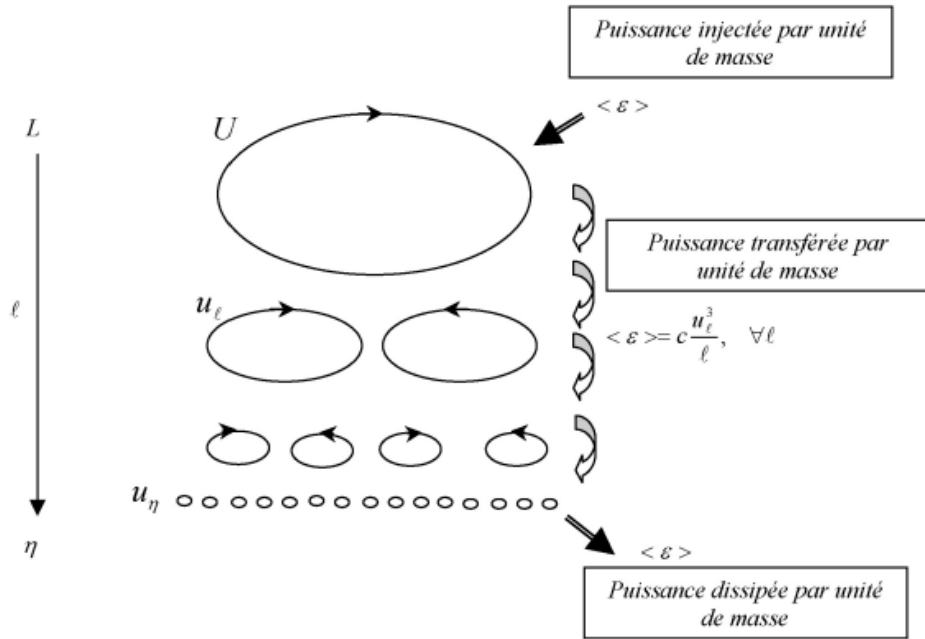 Puissance injectée par unité
de masse
< ε >
L
U
Puissance transférée par
unité de masse
ℓ
u_ℓ
< ε >= c u_ℓ^3 / ℓ, ∀ℓ
u_η
η
< ε >
Puissance dissipée par unité
de masse